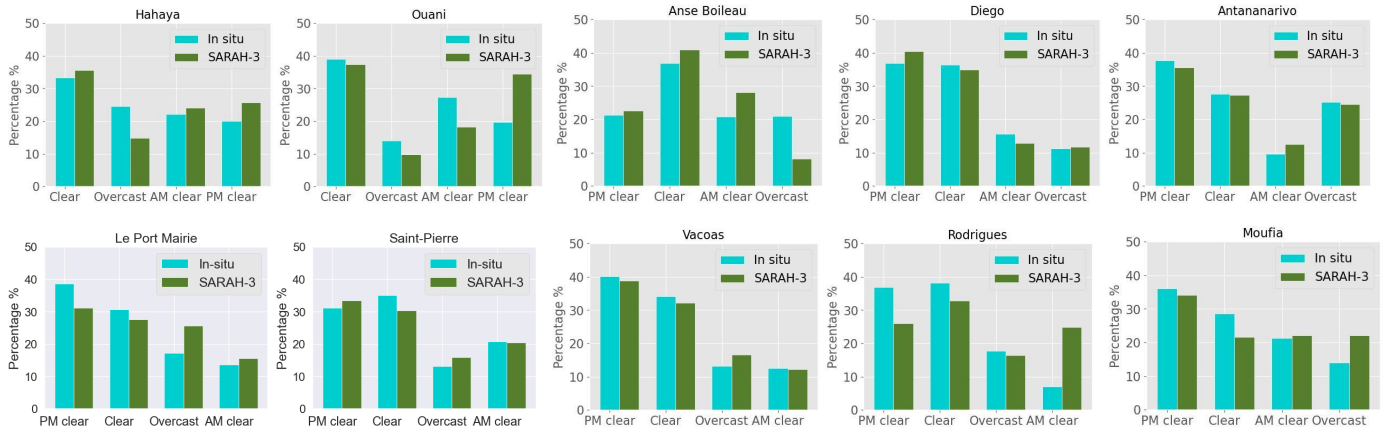 Hahaya
50
40
30
20
10
0
Percentage %
In situ
SARAH-3
Clear Overcast AM clear PM clear
Ouani
50
40
30
20
10
0
Percentage %
In situ
SARAH-3
Clear Overcast AM clear PM clear
Anse Boileau
50
40
30
20
10
0
Percentage %
In situ
SARAH-3
PM clear Clear AM clear Overcast
Diego
50
40
30
20
10
0
Percentage %
In situ
SARAH-3
PM clear Clear AM clear Overcast
Antananarivo
50
40
30
20
10
0
Percentage %
In situ
SARAH-3
PM clear Clear AM clear Overcast
Le Port Mairie
50
40
30
20
10
0
Percentage %
In-situ
SARAH-3
PM clear Clear Overcast AM clear
Saint-Pierre
50
40
30
20
10
0
Percentage %
In-situ
SARAH-3
PM clear Clear Overcast AM clear
Vacoas
50
40
30
20
10
0
Percentage %
In situ
SARAH-3
PM clear Clear Overcast AM clear
Rodrigues
50
40
30
20
10
0
Percentage %
In situ
SARAH-3
PM clear Clear Overcast AM clear
Moufia
50
40
30
20
10
0
Percentage %
In situ
SARAH-3
PM clear Clear AM clear Overcast